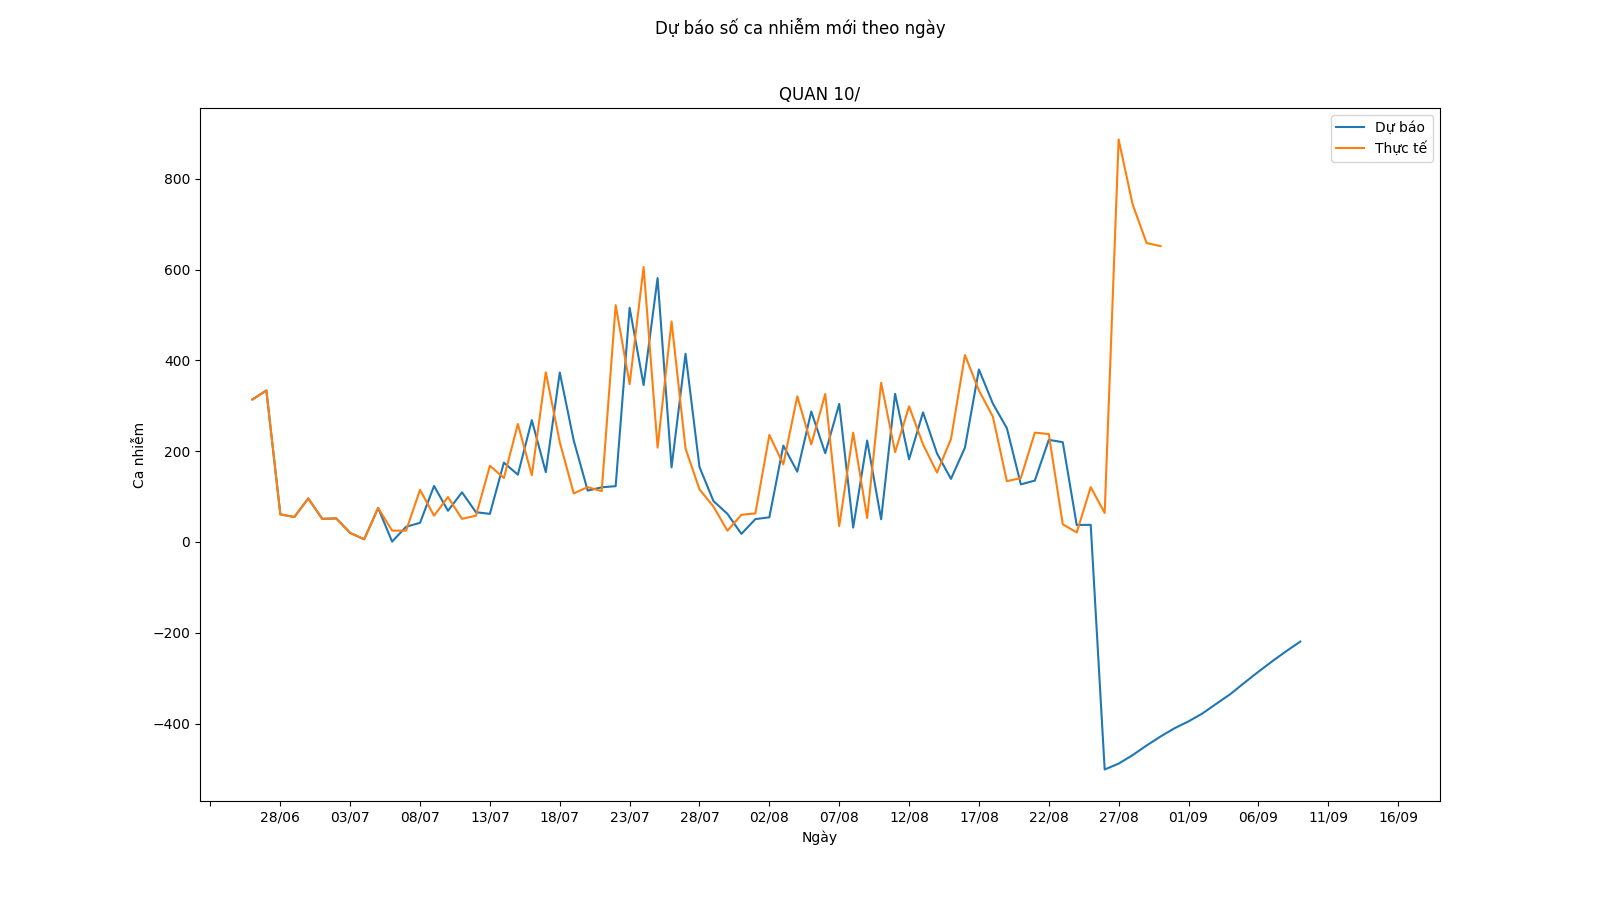 Dự báo số ca nhiễm mới theo ngày
QUAN 10/
Dự báo
Thực tế
800
600
400
200
0
−200
−400
Ca nhiễm
28/06 03/07 08/07 13/07 18/07 23/07 28/07 02/08 07/08 12/08 17/08 22/08 27/08 01/09 06/09 11/09 16/09
Ngày